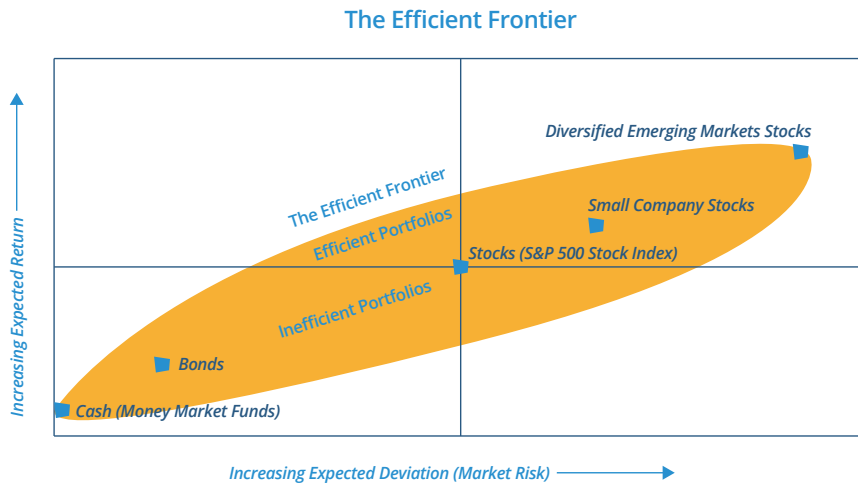 The Efficient Frontier
Increasing Expected Return
Diversified Emerging Markets Stocks
The Efficient Frontier
Small Company Stocks
Efficient Portfolios
Stocks (S&P 500 Stock Index)
Inefficient Portfolios
Bonds
Cash (Money Market Funds)
Increasing Expected Deviation (Market Risk)